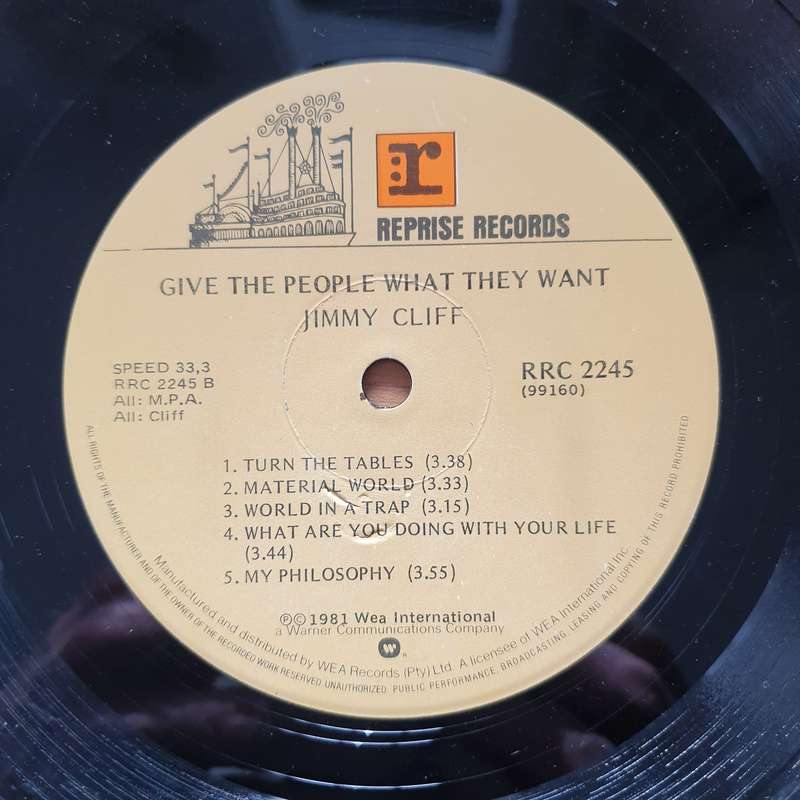 r
REPRISE RECORDS
GIVE THE PEOPLE WHAT THEY WANT
JIMMY CLIFF
SPEED 33,3
RRC 2245 B
All: M.P.A.
All: Cliff
RRC 2245
(99160)
1. TURN THE TABLES (3.38)
2. MATERIAL WORLD (3.33)
3. WORLD IN A TRAP (3.15)
4. WHAT ARE YOU DOING WITH YOUR LIFE
(3.44)
5. MY PHILOSOPHY (3.55)
℗©1981 Wea International
a Warner Communications Company
W ®
Manufactured and distributed by WEA Records (Pty) Ltd. A licensee of WEA International Inc.
ALL RIGHTS OF THE MANUFACTURER AND OF THE OWNER OF THE RECORDED WORK RESERVED. UNAUTHORIZED PUBLIC PERFORMANCE, BROADCASTING, LEASING AND COPYING OF THIS RECORD PROHIBITED